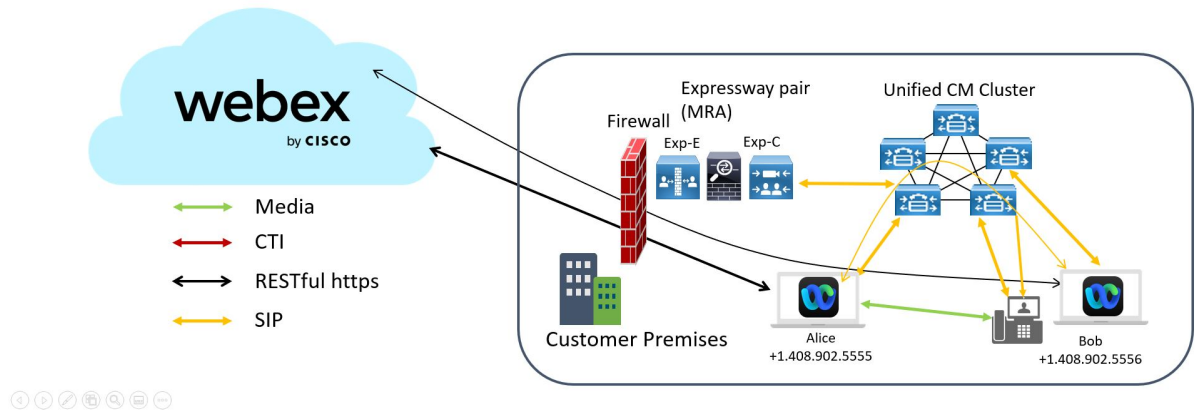 webex
by CISCO
Media
CTI
RESTful https
SIP
Firewall
Expressway pair
(MRA)
Exp-E
Exp-C
Unified CM Cluster
Customer Premises
Alice
+1.408.902.5555
Bob
+1.408.902.5556